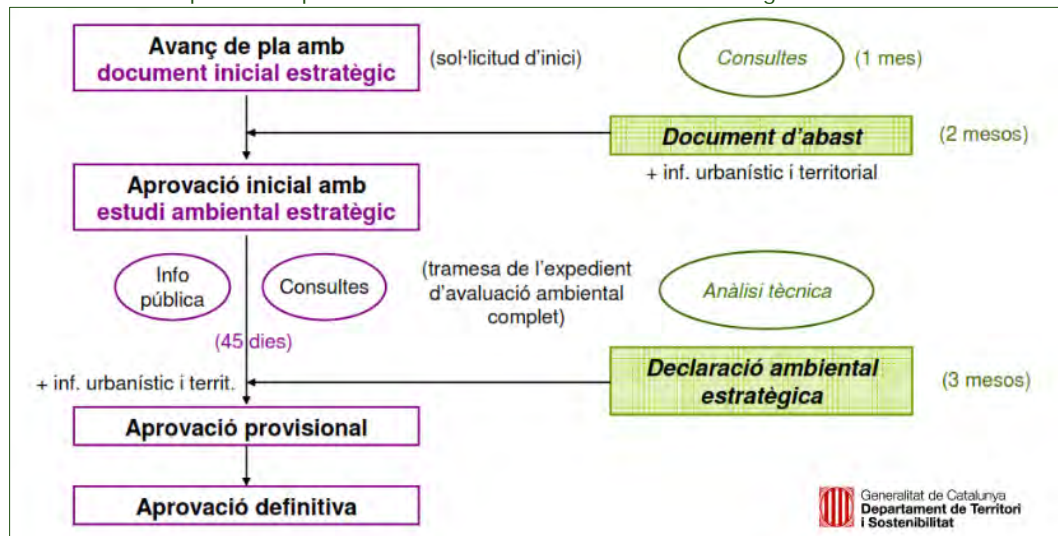 Avanç de pla amb
document inicial estratègic
(sol·licitud d'inici)
Consultes
(1 mes)
Document d'abast
(2 mesos)
+ inf. urbanístic i territorial
Aprovació inicial amb
estudi ambiental estratègic
Info
pública
Consultes
(45 dies)
(tramesa de l'expedient
d'avaluació ambiental
complet)
Anàlisi tècnica
+ inf. urbanístic i territ.
Declaració ambiental
estratègica
(3 mesos)
Aprovació provisional
Aprovació definitiva
Generalitat de Catalunya
Departament de Territori
i Sostenibilitat